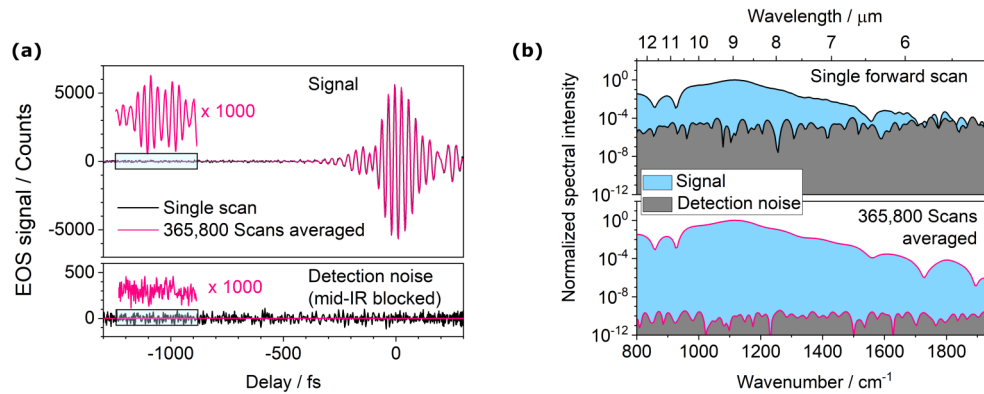 (a)
Signal
x 1000
5000
0
-5000
Single scan
365,800 Scans averaged
EOS signal / Counts
500
0
x 1000
Detection noise
(mid-IR blocked)
-1000
-500
0
Delay / fs
(b)
Wavelength / μm
12 11 10 9 8 7 6
Single forward scan
10^0
10^-4
10^-8
10^-12
Signal
Detection noise
Normalized spectral intensity
365,800 Scans
averaged
10^0
10^-4
10^-8
10^-12
800 1000 1200 1400 1600 1800
Wavenumber / cm^-1